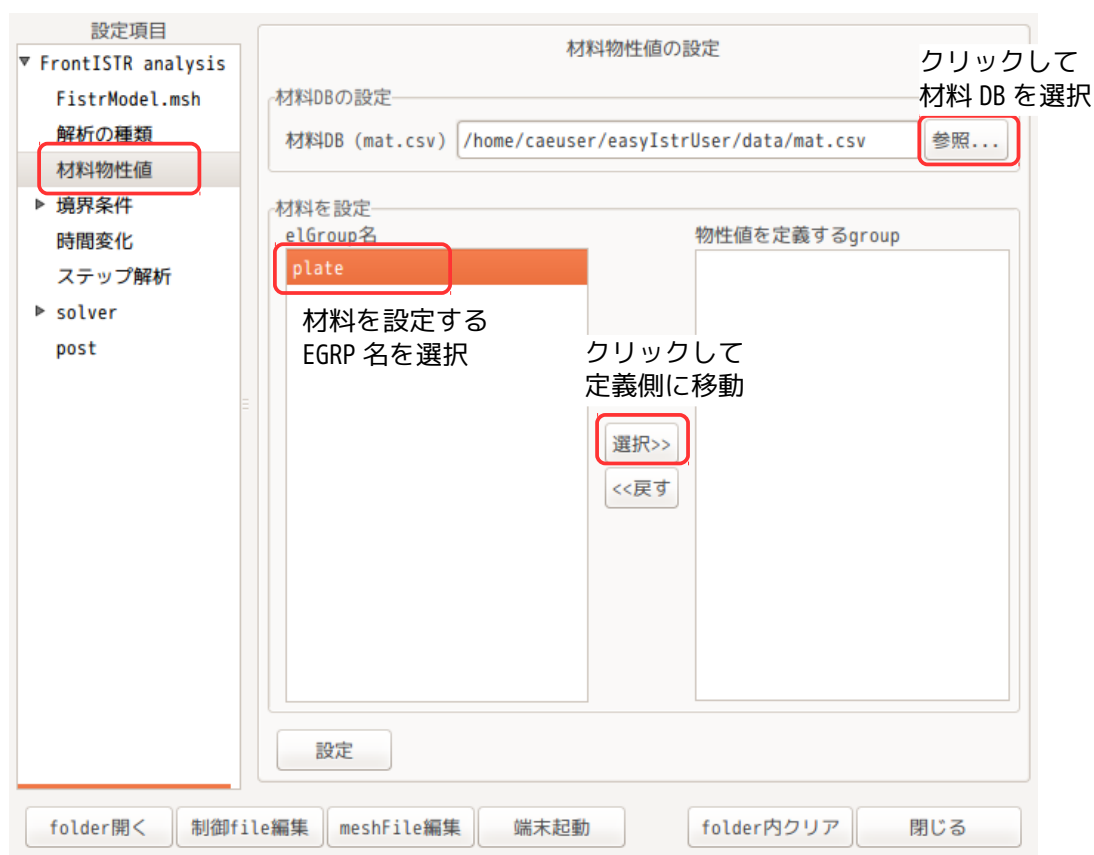 設定項目
▼ FrontISTR analysis
FistrModel.msh
解析の種類
材料物性値
▶ 境界条件
時間変化
ステップ解析
▶ solver
post
材料物性値の設定
クリックして
材料 DB を選択
材料DBの設定
材料DB (mat.csv) /home/caeuser/easyIstrUser/data/mat.csv 参照...
材料を設定
elGroup名
物性値を定義するgroup
plate
材料を設定する
EGRP 名を選択
クリックして
定義側に移動
選択>>
<<戻す
設定
folder開く 制御file編集 meshFile編集 端末起動 folder内クリア 閉じる